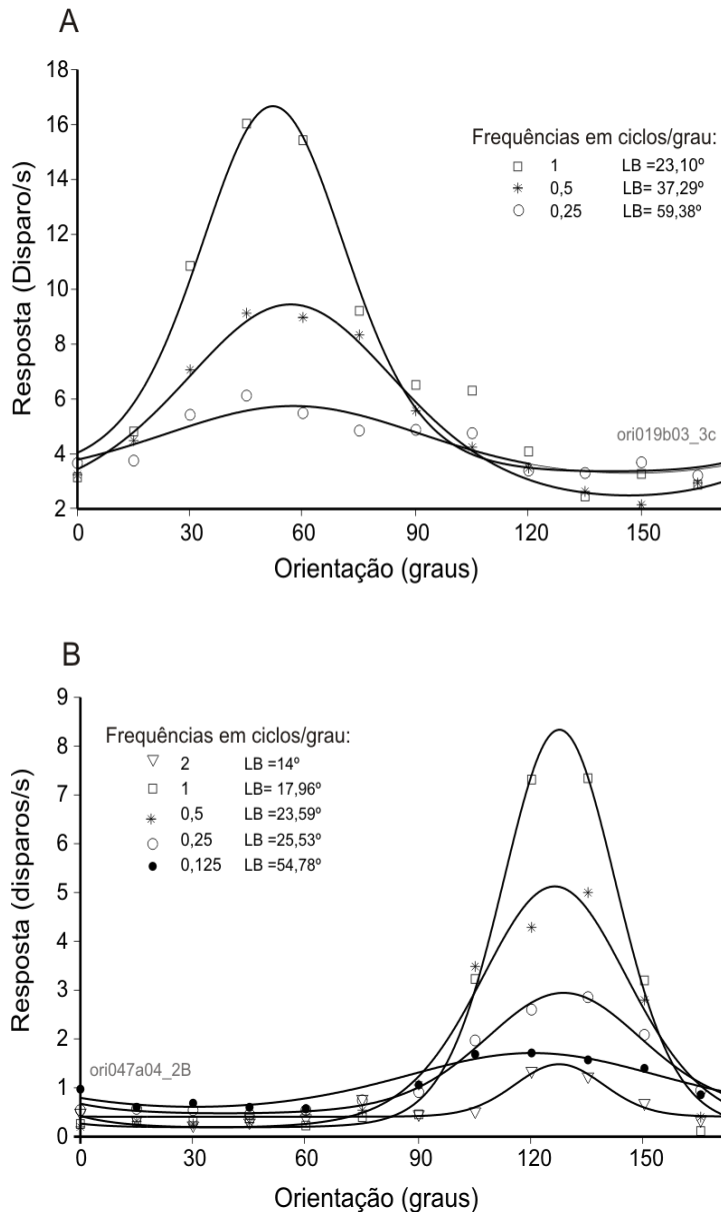 A
18
16
14
12
10
8
6
4
2
Resposta (Disparo/s)
Frequências em ciclos/grau:
1 LB =23,10º
0,5 LB= 37,29º
0,25 LB= 59,38º
ori019b03_3c
0 30 60 90 120 150
Orientação (graus)
B
9
8
7
6
5
4
3
2
1
0
Resposta (disparos/s)
Frequências em ciclos/grau:
2 LB =14º
1 LB= 17,96º
0,5 LB =23,59º
0,25 LB =25,53º
0,125 LB =54,78º
ori047a04_2B
0 30 60 90 120 150
Orientação (graus)